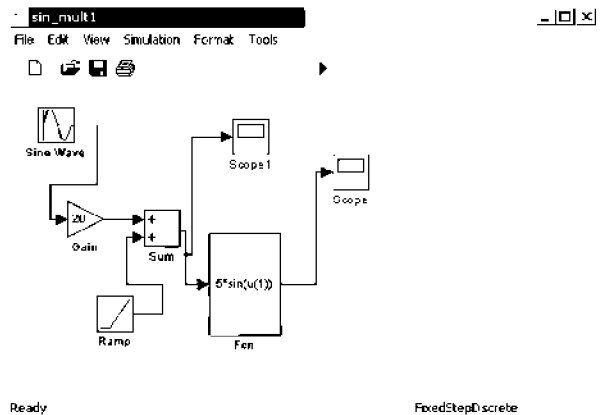 sin_mult1
File Edit View Simulation Format Tools
Sine Wave
Scope1
Scope
20
Gain
+
+
Sum
5*sin(u(1))
Ramp
Fcn
Ready
FixedStepDiscrete